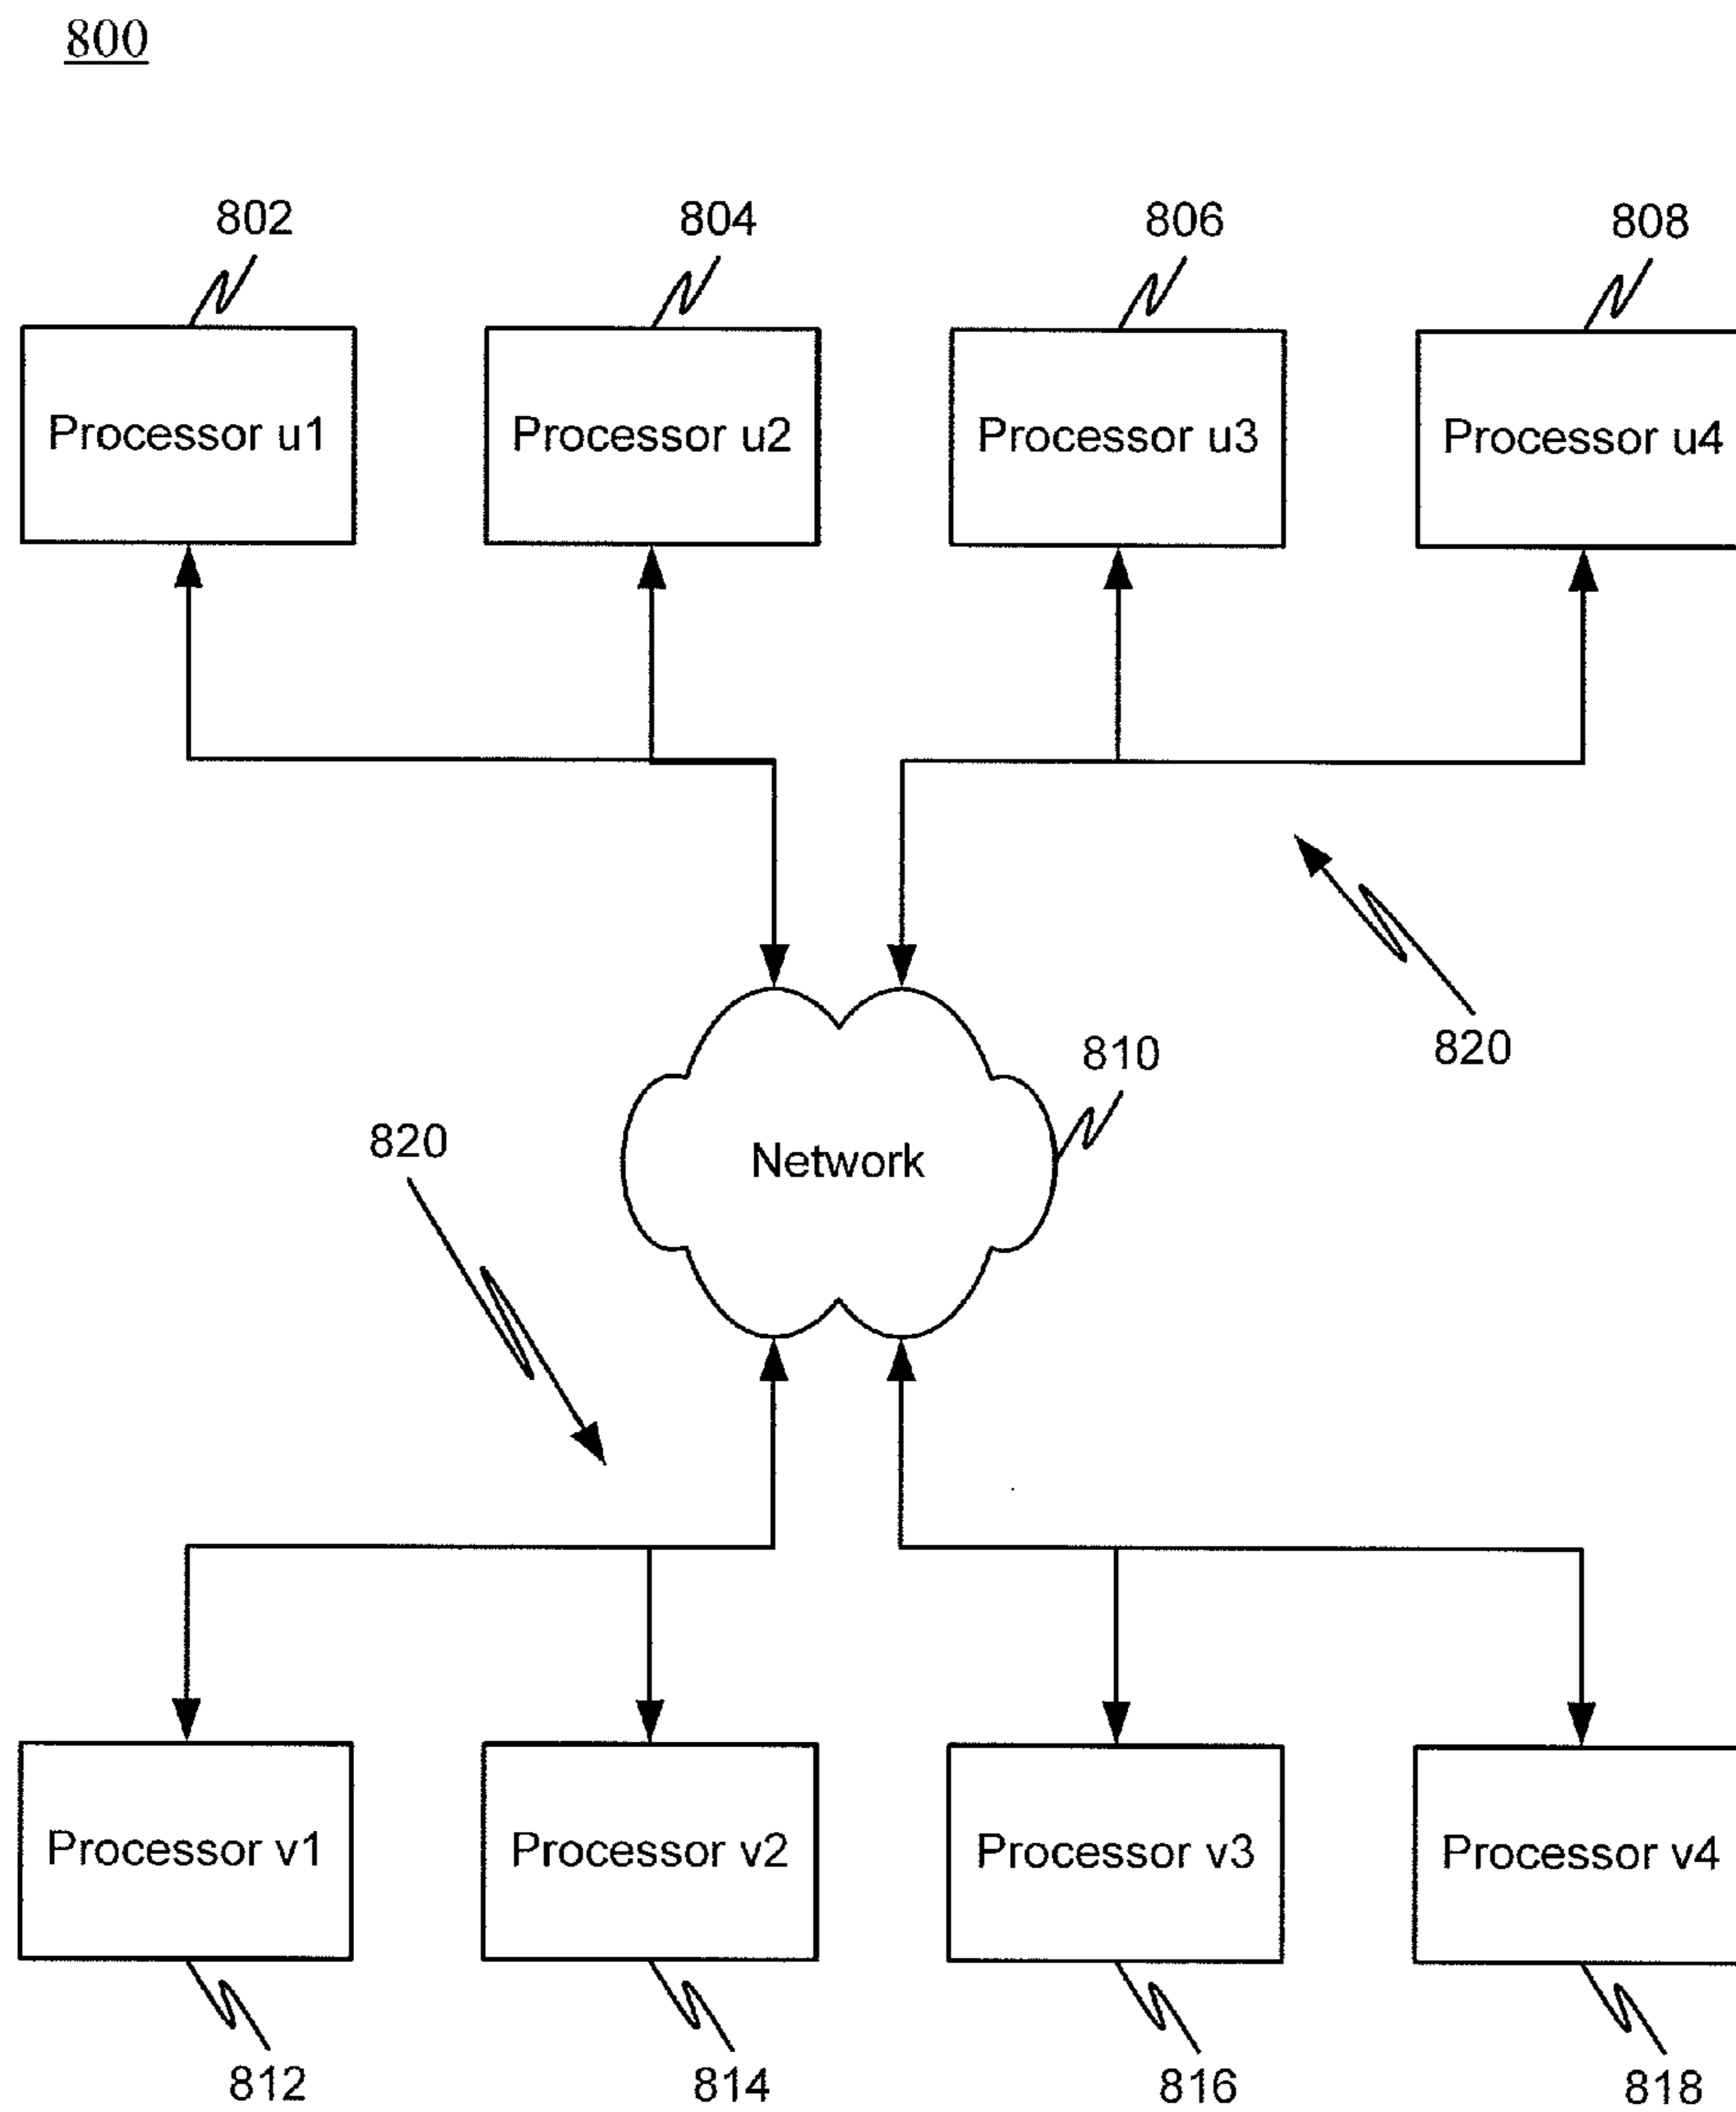 800
802
804
806
808
Processor u1
Processor u2
Processor u3
Processor u4
820
810
820
Network
Processor v1
Processor v2
Processor v3
Processor v4
812
814
816
818